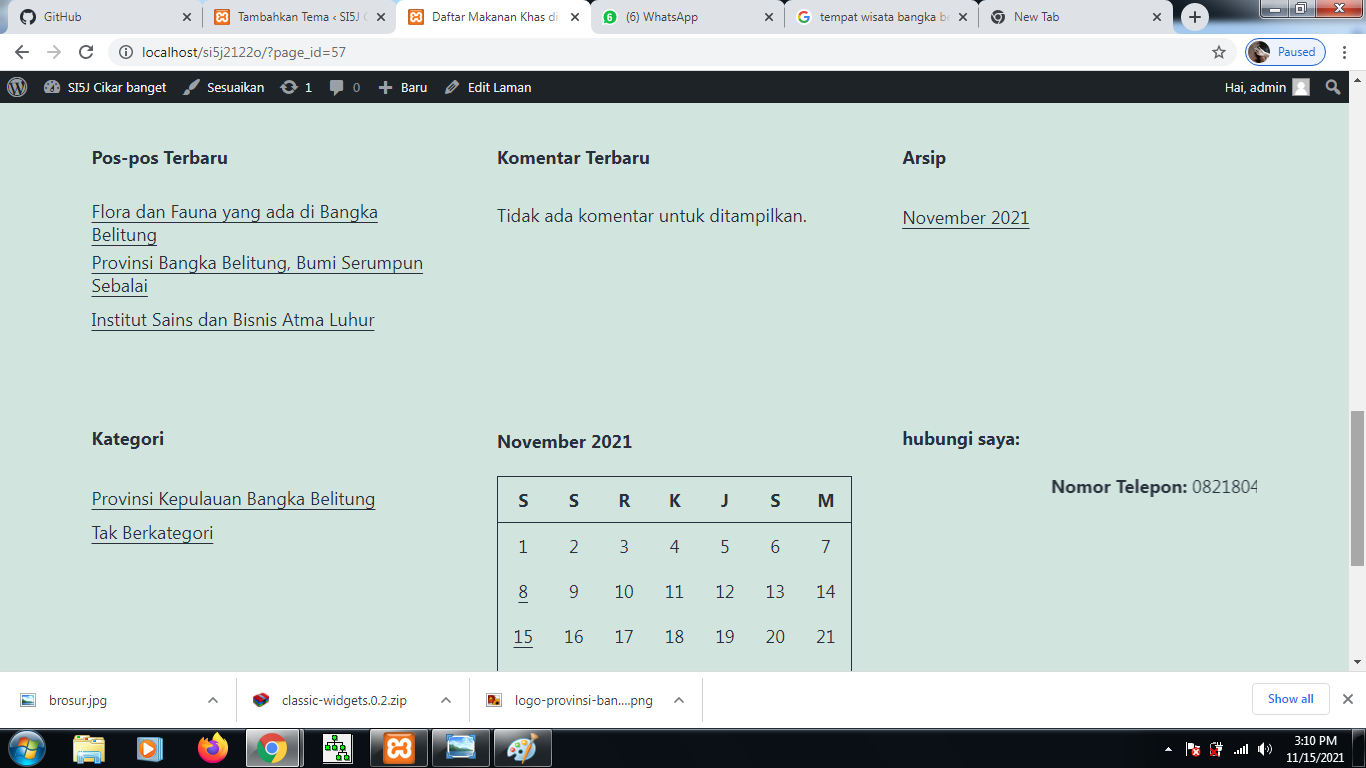 GitHub
Tambahkan Tema ‹ SI5J C
Daftar Makanan Khas di
6
(6) WhatsApp
tempat wisata bangka be
New Tab
localhost/si5j2122o/?page_id=57
Paused
SI5J Cikar banget
Sesuaikan
1
0
Baru
Edit Laman
Hai, admin
Pos-pos Terbaru
Komentar Terbaru
Arsip
Flora dan Fauna yang ada di Bangka
Belitung
Tidak ada komentar untuk ditampilkan.
November 2021
Provinsi Bangka Belitung, Bumi Serumpun
Sebalai
Institut Sains dan Bisnis Atma Luhur
Kategori
November 2021
hubungi saya:
Provinsi Kepulauan Bangka Belitung
Tak Berkategori
S S R K J S M
1 2 3 4 5 6 7
8 9 10 11 12 13 14
15 16 17 18 19 20 21
Nomor Telepon: 0821804
brosur.jpg
classic-widgets.0.2.zip
logo-provinsi-ban....png
Show all
3:10 PM
11/15/2021